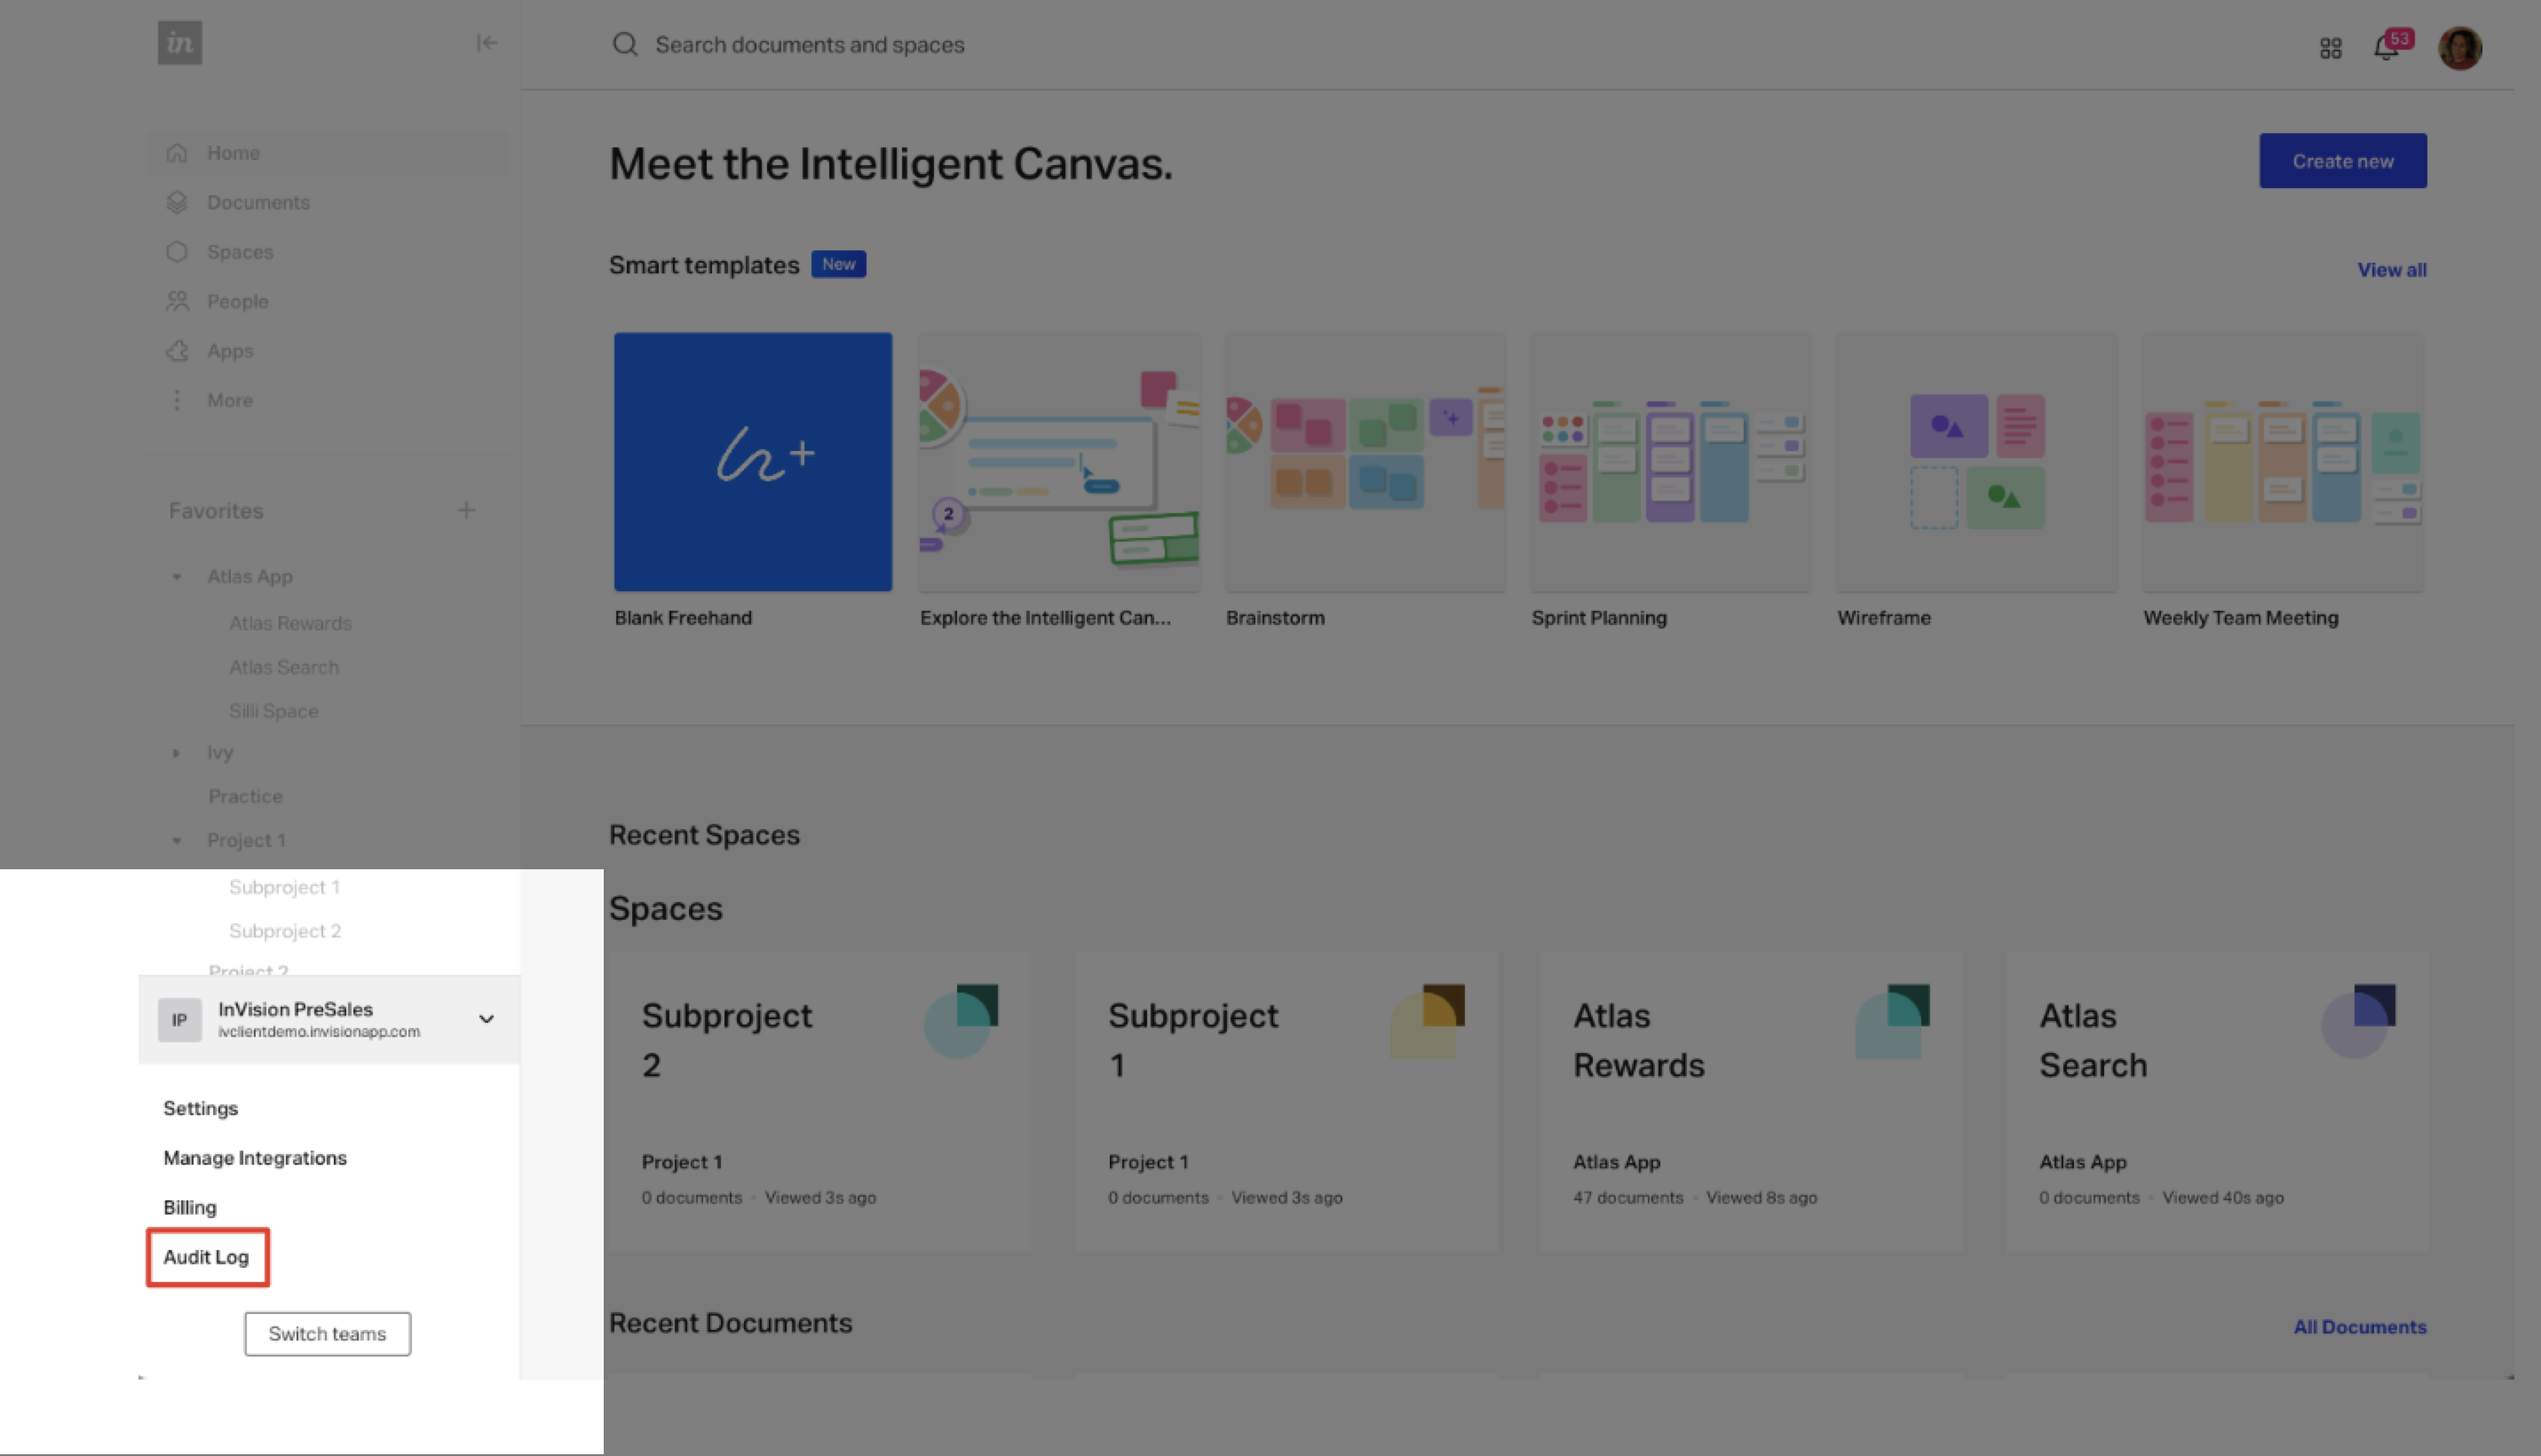 in
Search documents and spaces
53
Home
Documents
Spaces
People
Apps
More
Favorites
Atlas App
Atlas Rewards
Atlas Search
Silli Space
Ivy
Practice
Project 1
Subproject 1
Subproject 2
Project 2
IP
InVision PreSales
ivclientdemo.invisionapp.com
Settings
Manage Integrations
Billing
Audit Log
Switch teams
Meet the Intelligent Canvas.
Create new
Smart templates
New
View all
2
Blank Freehand
Explore the Intelligent Can...
Brainstorm
Sprint Planning
Wireframe
Weekly Team Meeting
Recent Spaces
Spaces
Subproject
2
Project 1
0 documents • Viewed 3s ago
Subproject
1
Project 1
0 documents • Viewed 3s ago
Atlas
Rewards
Atlas App
47 documents • Viewed 8s ago
Atlas
Search
Atlas App
0 documents • Viewed 40s ago
Recent Documents
All Documents